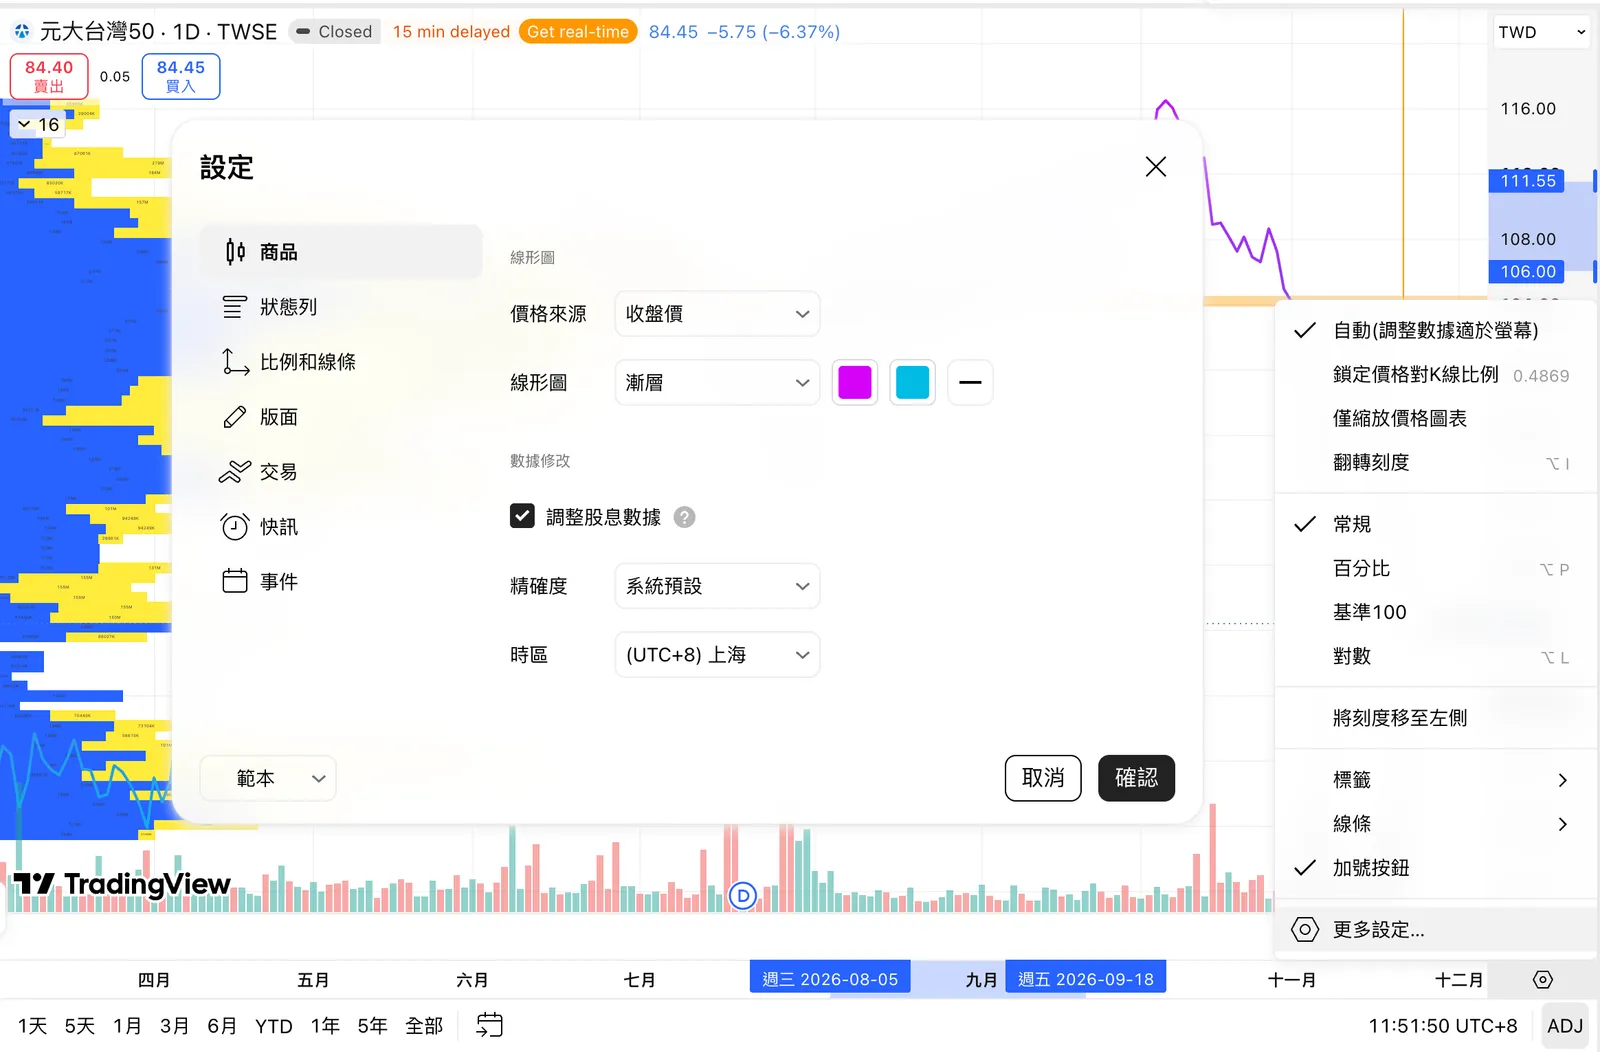 元大台灣50 · 1D · TWSE
Closed
15 min delayed
Get real-time
84.45 −5.75 (−6.37%)
TWD
84.40
賣出
0.05
84.45
買入
16
116.00
111.55
108.00
106.00
設定
商品
狀態列
比例和線條
版面
交易
快訊
事件
線形圖
價格來源
收盤價
線形圖
漸層
數據修改
調整股息數據
?
精確度
系統預設
時區
(UTC+8) 上海
範本
取消
確認
自動(調整數據適於螢幕)
鎖定價格對K線比例 0.4869
僅縮放價格圖表
翻轉刻度 ⌥ I
常規
百分比 ⌥ P
基準100
對數 ⌥ L
將刻度移至左側
標籤
線條
加號按鈕
更多設定...
TradingView
D
四月
五月
六月
七月
週三 2026-08-05
九月
週五 2026-09-18
十一月
十二月
1天 5天 1月 3月 6月 YTD 1年 5年 全部
11:51:50 UTC+8
ADJ